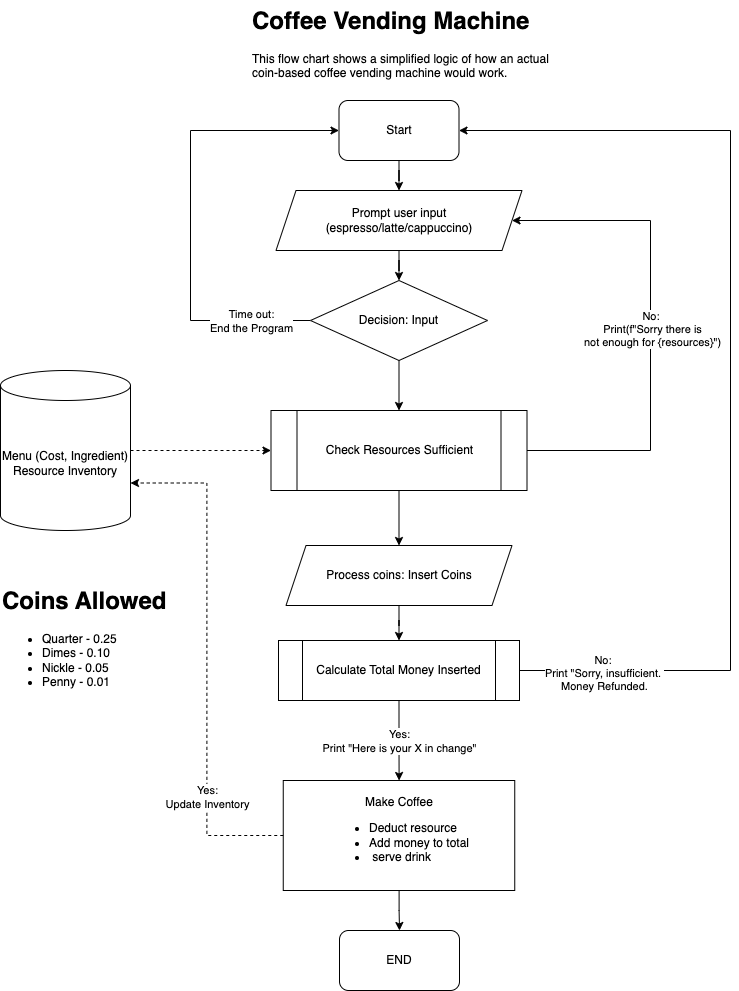 Coffee Vending Machine
This flow chart shows a simplified logic of how an actual
coin-based coffee vending machine would work.
Start
Prompt user input
(espresso/latte/cappuccino)
Time out:
End the Program
Decision: Input
No:
Print(f"Sorry there is
not enough for {resources}")
Menu (Cost, Ingredient)
Resource Inventory
Check Resources Sufficient
Process coins: Insert Coins
Coins Allowed
• Quarter - 0.25
• Dimes - 0.10
• Nickle - 0.05
• Penny - 0.01
Calculate Total Money Inserted
No:
Print "Sorry, insufficient.
Money Refunded.
Yes:
Print "Here is your X in change"
Yes:
Update Inventory
Make Coffee
• Deduct resource
• Add money to total
• serve drink
END